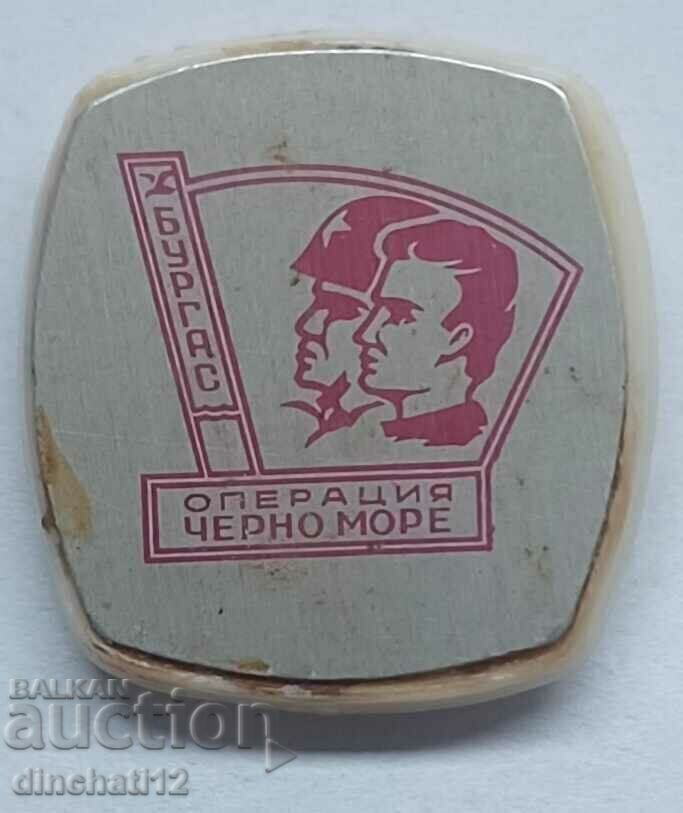 БУРГАС
ОПЕРАЦИЯ
ЧЕРНО МОРЕ
BALKAN
auction
dinchati12